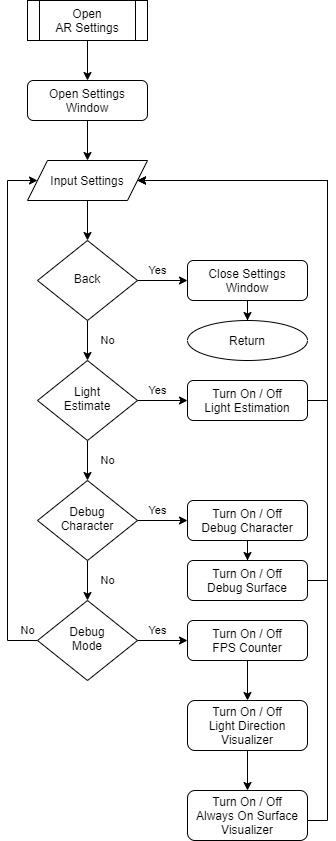 Open
AR Settings
Open Settings
Window
Input Settings
Back
Yes
Close Settings
Window
No
Return
Light
Estimate
Yes
Turn On / Off
Light Estimation
No
Debug
Character
Yes
Turn On / Off
Debug Character
No
Turn On / Off
Debug Surface
No
Debug
Mode
Yes
Turn On / Off
FPS Counter
Turn On / Off
Light Direction
Visualizer
Turn On / Off
Always On Surface
Visualizer